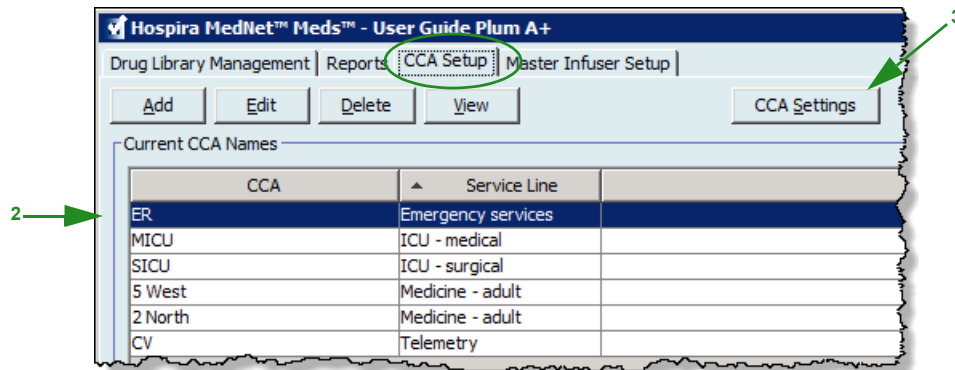 Hospira MedNet™ Meds™ - User Guide Plum A+
3
Drug Library Management Reports CCA Setup Master Infuser Setup
Add Edit Delete View CCA Settings
Current CCA Names
CCA Service Line
2
ER Emergency services
MICU ICU - medical
SICU ICU - surgical
5 West Medicine - adult
2 North Medicine - adult
CV Telemetry